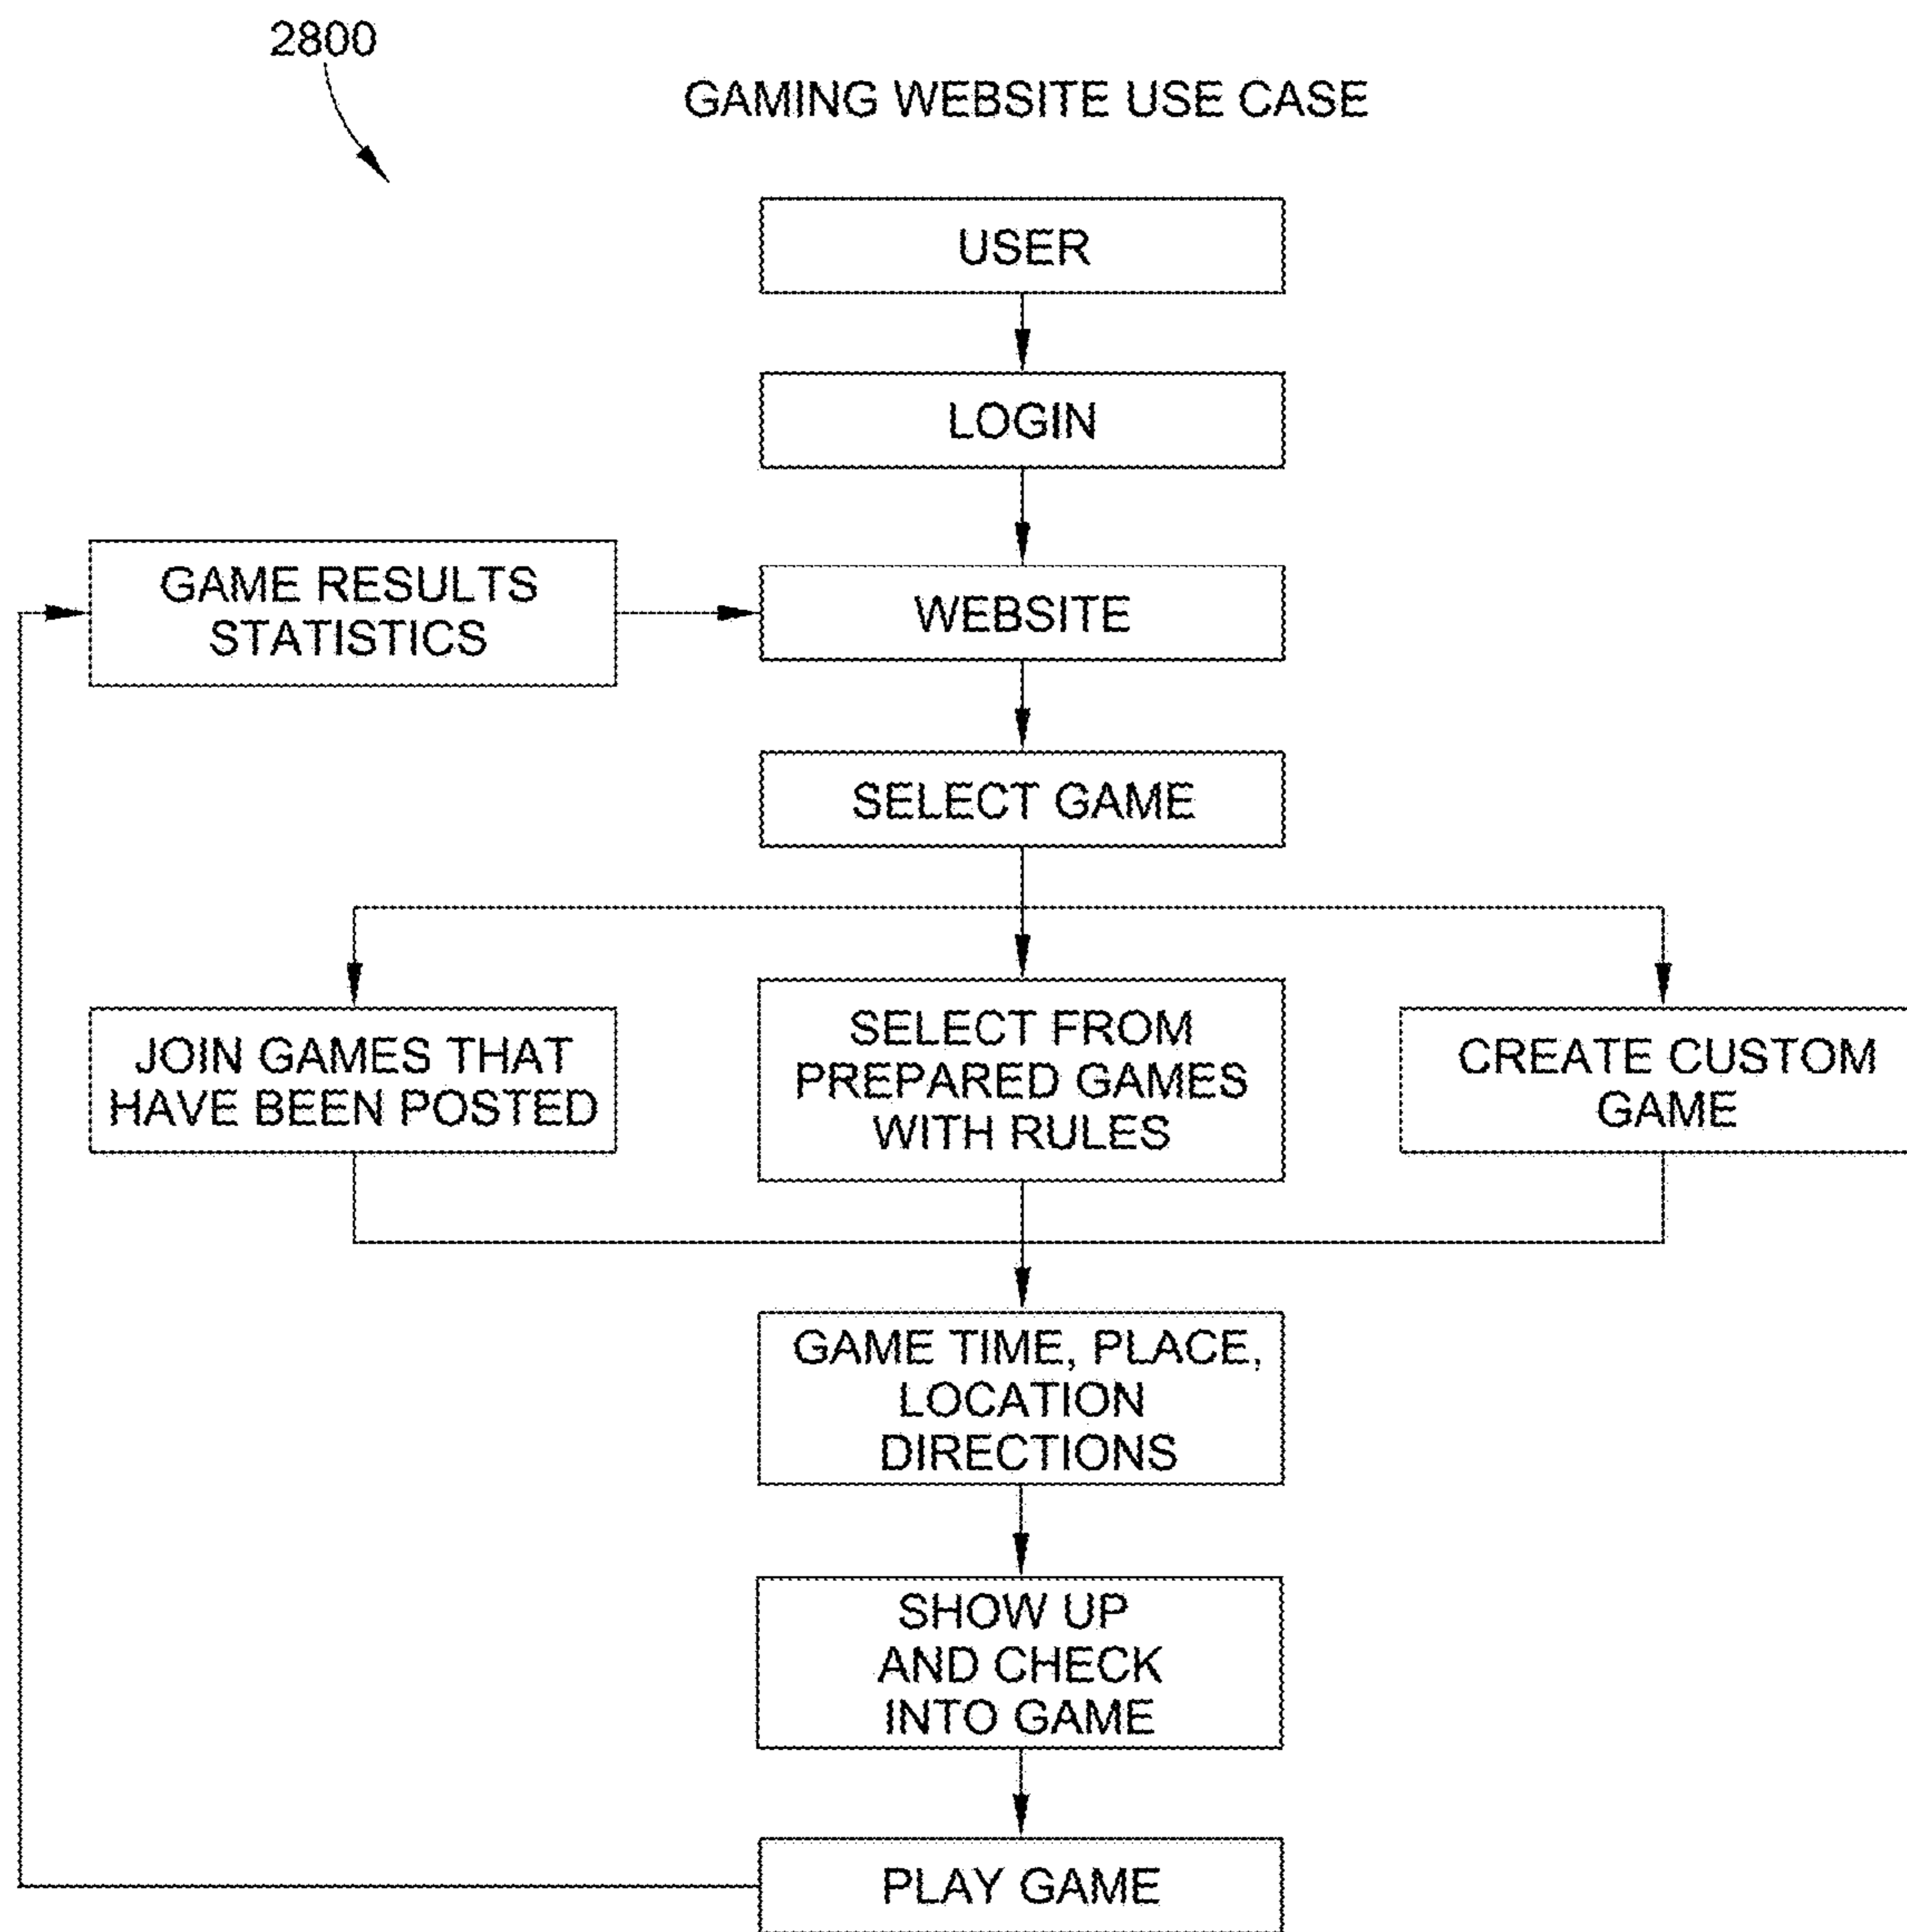 2800
GAMING WEBSITE USE CASE
USER
LOGIN
GAME RESULTS
STATISTICS
WEBSITE
SELECT GAME
JOIN GAMES THAT
HAVE BEEN POSTED
SELECT FROM
PREPARED GAMES
WITH RULES
CREATE CUSTOM
GAME
GAME TIME, PLACE,
LOCATION
DIRECTIONS
SHOW UP
AND CHECK
INTO GAME
PLAY GAME